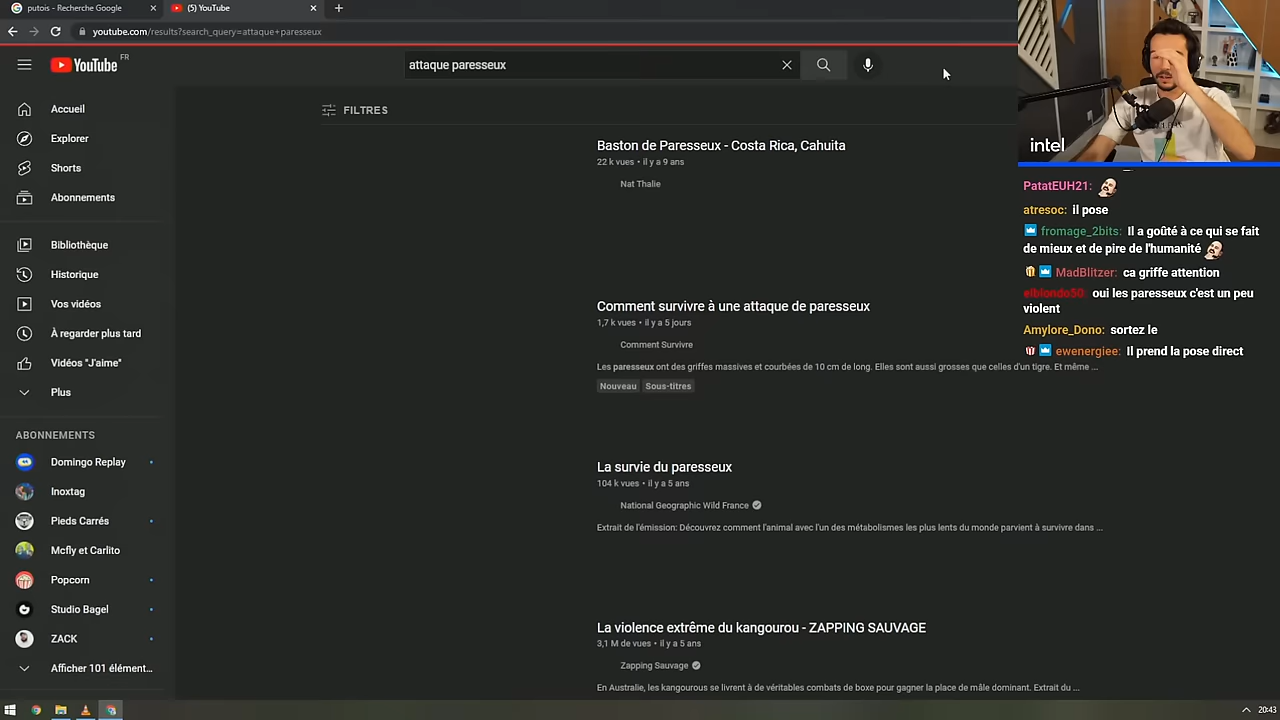 putois - Recherche Google
(5) YouTube
youtube.com/results?search_query=attaque+paresseux
YouTube FR
attaque paresseux
FILTRES
Accueil
Explorer
Shorts
Abonnements
Bibliothèque
Historique
Vos vidéos
À regarder plus tard
Vidéos "J'aime"
Plus
ABONNEMENTS
Domingo Replay
Inoxtag
Pieds Carrés
Mcfly et Carlito
Popcorn
Studio Bagel
ZACK
Afficher 101 élément...
Baston de Paresseux - Costa Rica, Cahuita
22 k vues • il y a 9 ans
Nat Thalie
Comment survivre à une attaque de paresseux
1,7 k vues • il y a 5 jours
Comment Survivre
Les paresseux ont des griffes massives et courbées de 10 cm de long. Elles sont aussi grosses que celles d'un tigre. Et même ...
Nouveau Sous-titres
La survie du paresseux
104 k vues • il y a 5 ans
National Geographic Wild France
Extrait de l'émission: Découvrez comment l'animal avec l'un des métabolismes les plus lents du monde parvient à survivre dans ...
La violence extrême du kangourou - ZAPPING SAUVAGE
3,1 M de vues • il y a 5 ans
Zapping Sauvage
En Australie, les kangourous se livrent à de véritables combats de boxe pour gagner la place de mâle dominant. Extrait du ...
intel
PatatEUH21:
atresoc: il pose
fromage_2bits: Il a goûté à ce qui se fait
de mieux et de pire de l'humanité
MadBlitzer: ca griffe attention
elblondo50: oui les paresseux c'est un peu
violent
Amylore_Dono: sortez le
ewenergiee: Il prend la pose direct
20:43